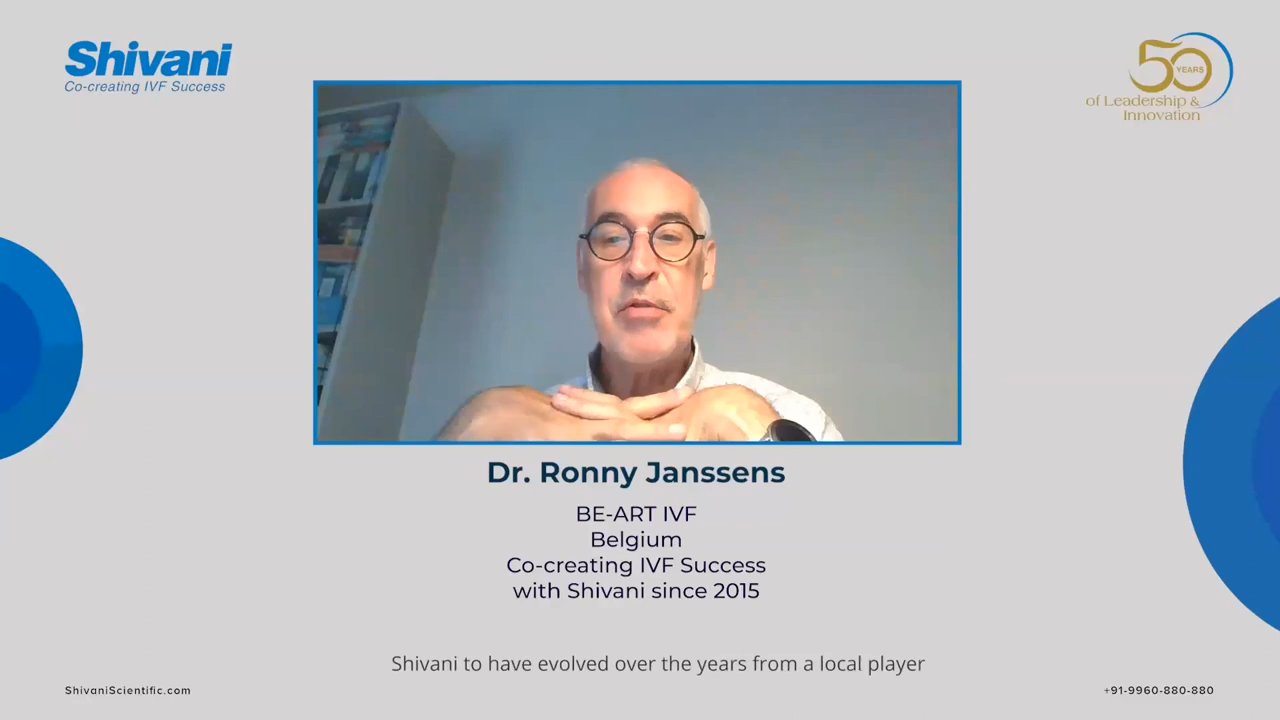 Shivani
Co-creating IVF Success
50
YEARS
of Leadership &
Innovation
Dr. Ronny Janssens
BE-ART IVF
Belgium
Co-creating IVF Success
with Shivani since 2015
Shivani to have evolved over the years from a local player
ShivaniScientific.com
+91-9960-880-880